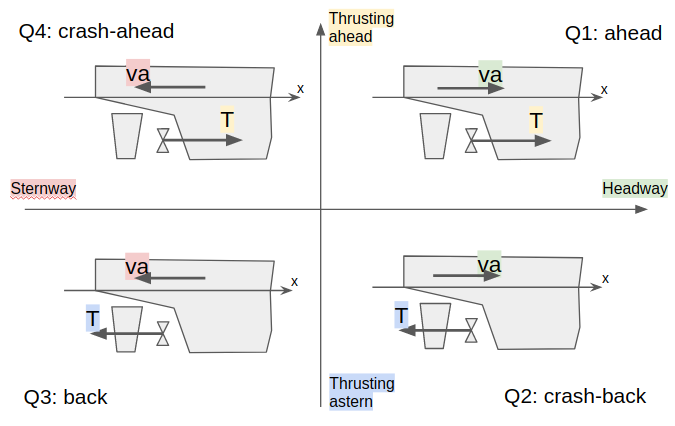 Q4: crash-ahead
Thrusting
ahead
Q1: ahead
va
x
T
va
x
T
Sternway
Headway
va
x
T
va
x
T
Q3: back
Thrusting
astern
Q2: crash-back